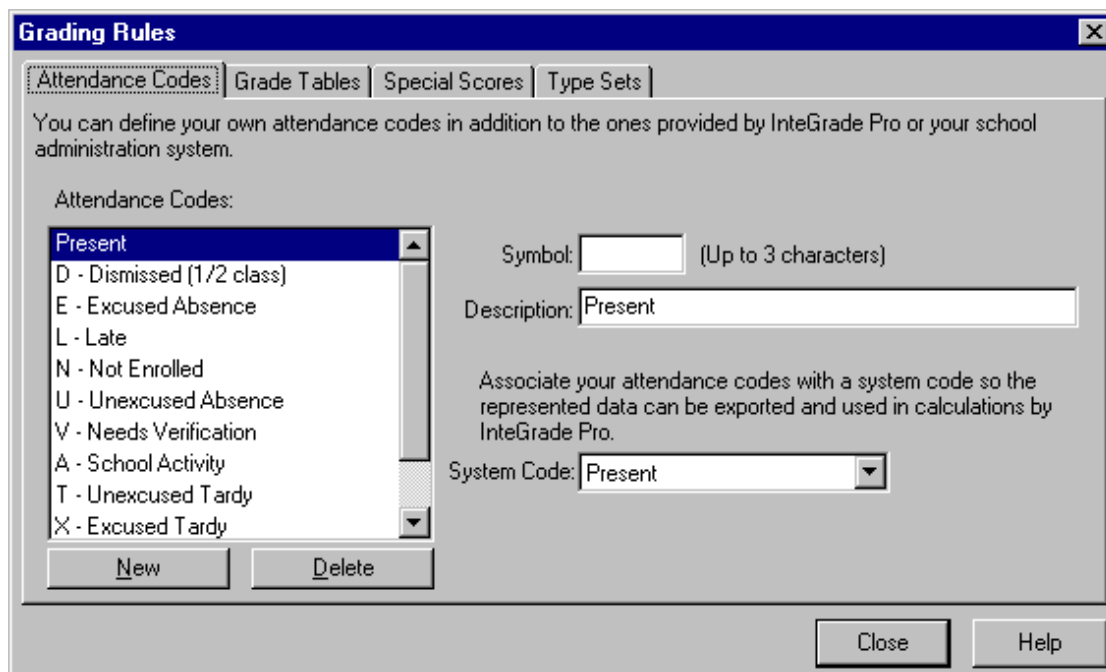 Grading Rules
Attendance Codes Grade Tables Special Scores Type Sets
You can define your own attendance codes in addition to the ones provided by InteGrade Pro or your school
administration system.
Attendance Codes:
Present
D - Dismissed (1/2 class)
E - Excused Absence
L - Late
N - Not Enrolled
U - Unexcused Absence
V - Needs Verification
A - School Activity
T - Unexcused Tardy
X - Excused Tardy
New Delete
Symbol: (Up to 3 characters)
Description: Present
Associate your attendance codes with a system code so the
represented data can be exported and used in calculations by
InteGrade Pro.
System Code: Present
Close Help